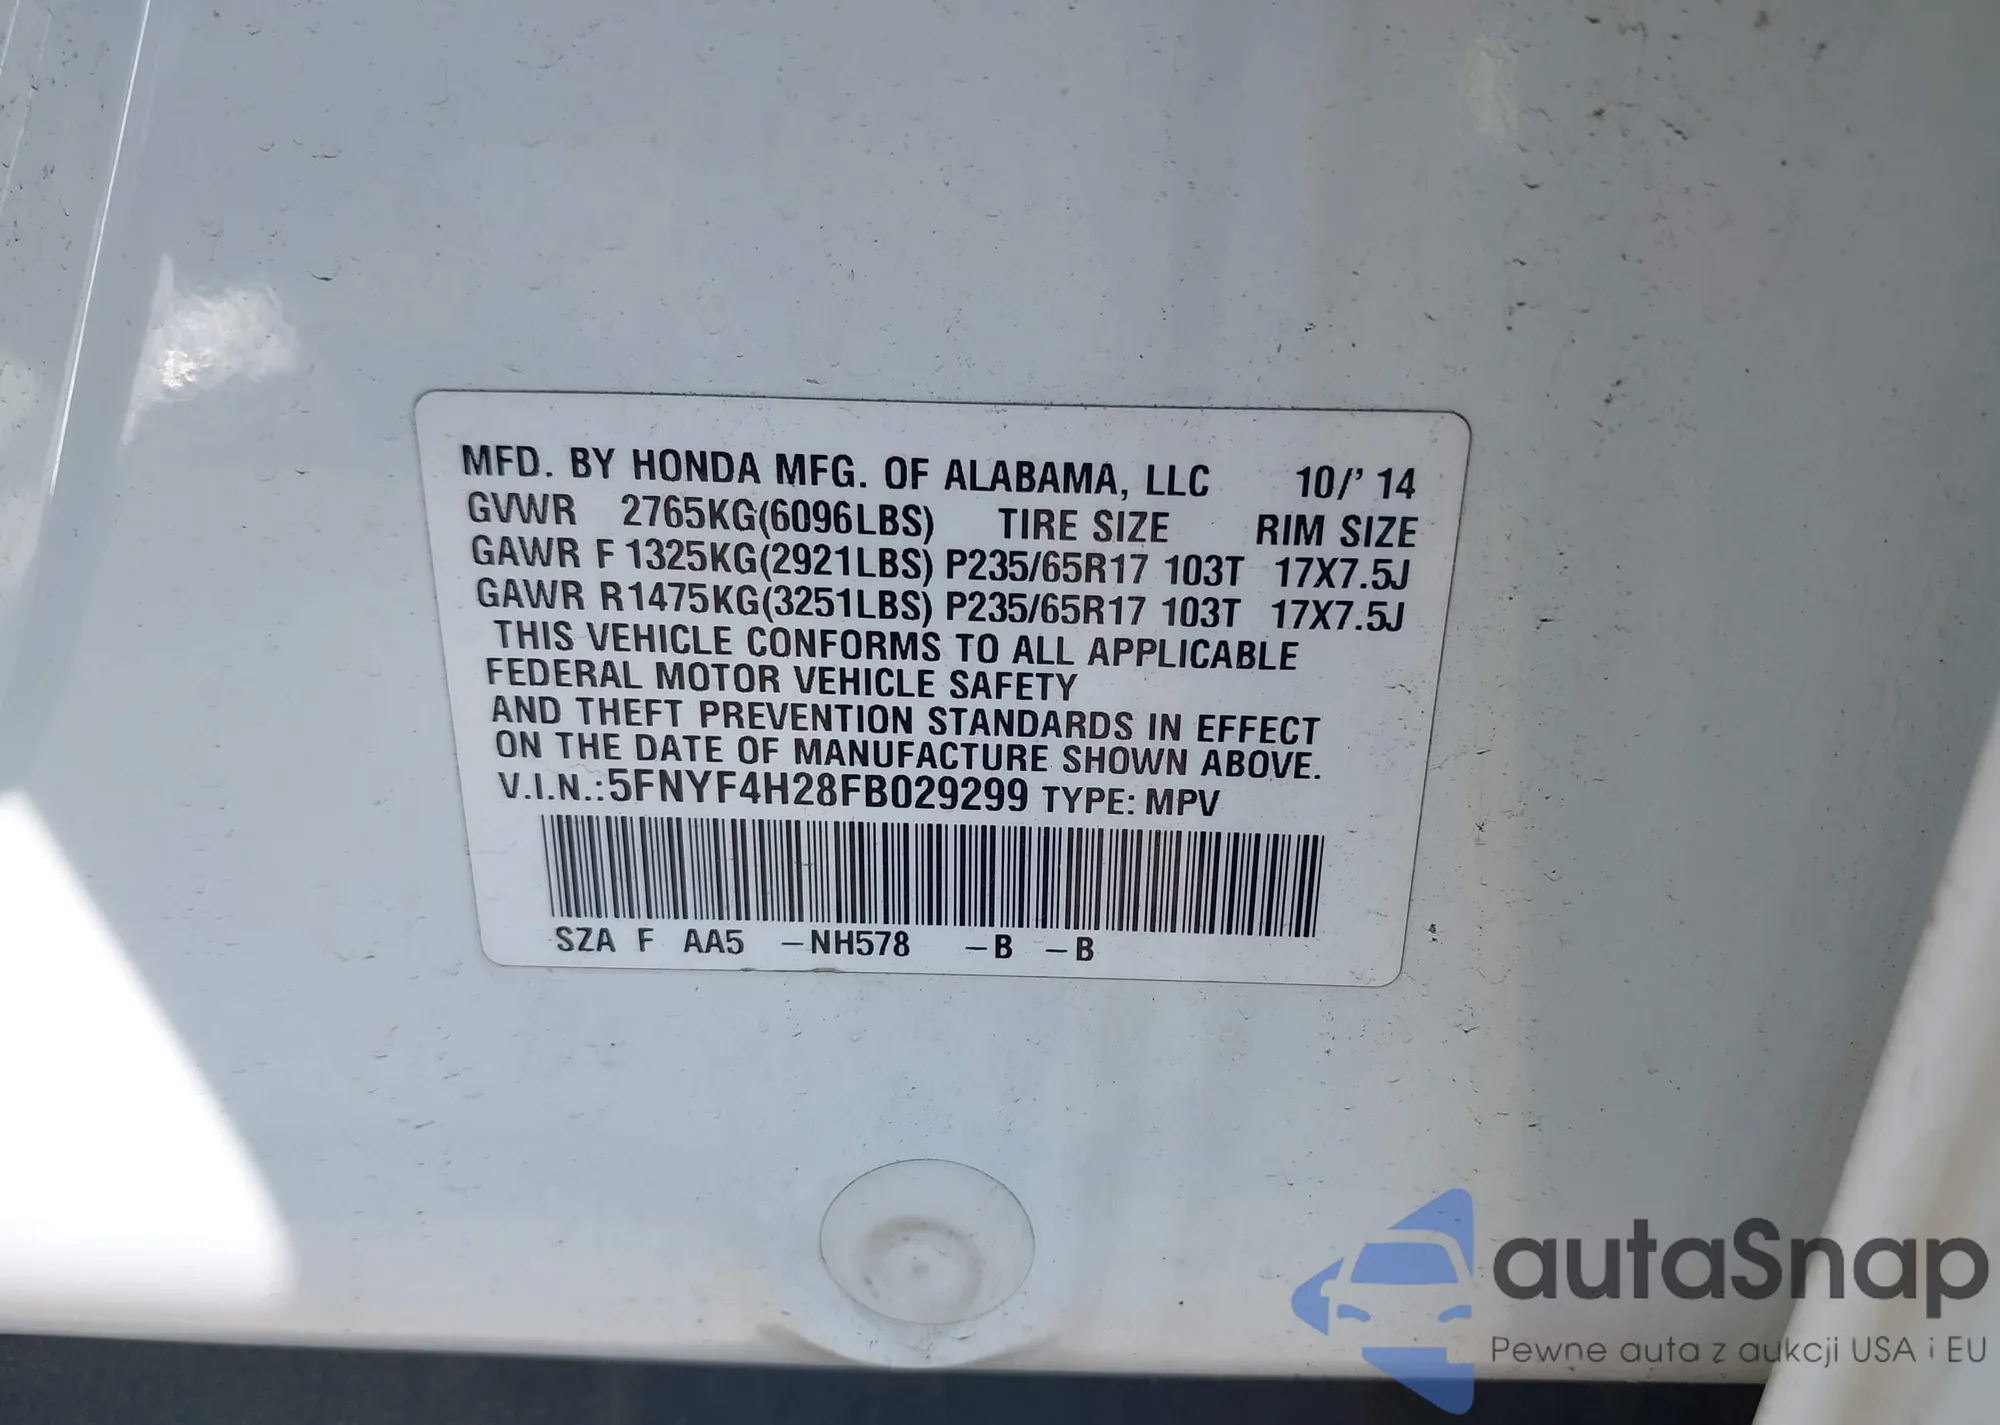 MFD. BY HONDA MFG. OF ALABAMA, LLC 10/' 14
GVWR 2765KG(6096LBS) TIRE SIZE RIM SIZE
GAWR F 1325KG(2921LBS) P235/65R17 103T 17X7.5J
GAWR R1475KG(3251LBS) P235/65R17 103T 17X7.5J
THIS VEHICLE CONFORMS TO ALL APPLICABLE
FEDERAL MOTOR VEHICLE SAFETY
AND THEFT PREVENTION STANDARDS IN EFFECT
ON THE DATE OF MANUFACTURE SHOWN ABOVE.
V.I.N.:5FNYF4H28FB029299 TYPE: MPV
SZA F AA5 -NH578 -B -B
autaSnap
Pewne auta z aukcji USA i EU